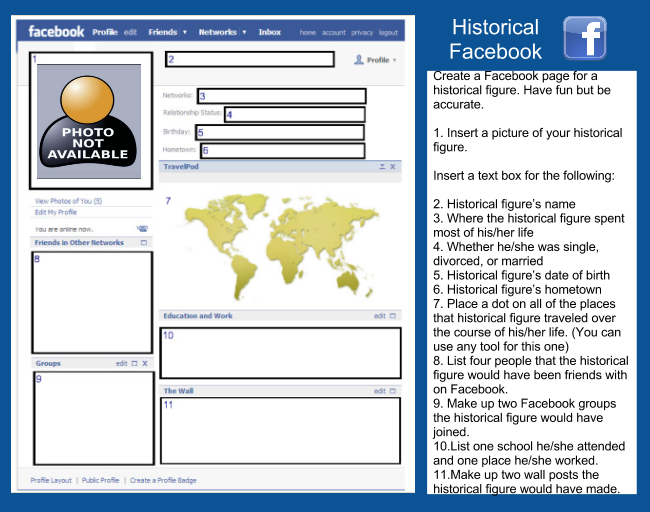 facebook Profile edit Friends Networks Inbox home account privacy logout
1
PHOTO
NOT
AVAILABLE
2
Profile
Networks: 3
Relationship Status: 4
Birthday: 5
Hometown: 6
TravelPod X
View Photos of You (5)
Edit My Profile
You are online now.
7
Friends in Other Networks
8
Education and Work edit
10
Groups edit X
9
The Wall edit
11
Profile Layout | Public Profile | Create a Profile Badge
Historical
Facebook
f
Create a Facebook page for a
historical figure. Have fun but be
accurate.
1. Insert a picture of your historical
figure.
Insert a text box for the following:
2. Historical figure's name
3. Where the historical figure spent
most of his/her life
4. Whether he/she was single,
divorced, or married
5. Historical figure's date of birth
6. Historical figure's hometown
7. Place a dot on all of the places
that historical figure traveled over
the course of his/her life. (You can
use any tool for this one)
8. List four people that the historical
figure would have been friends with
on Facebook.
9. Make up two Facebook groups
the historical figure would have
joined.
10.List one school he/she attended
and one place he/she worked.
11.Make up two wall posts the
historical figure would have made.